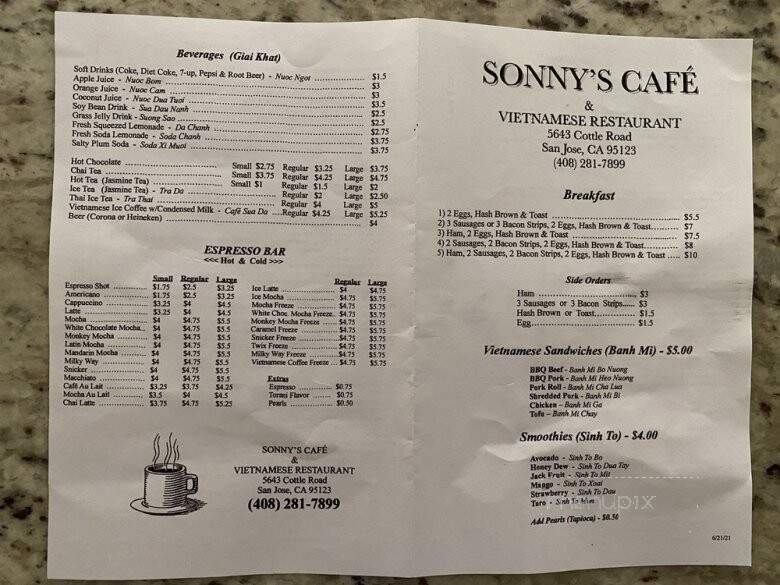 Beverages (Giai Khat)
Soft Drinks (Coke, Diet Coke, 7-up, Pepsi & Root Beer) - Nuoc Ngot $1.5
Apple Juice - Nuoc Bom $3
Orange Juice - Nuoc Cam $3
Coconut Juice - Nuoc Dua Tuoi $3.5
Soy Bean Drink - Sua Dau Nanh $2.5
Grass Jelly Drink - Suong Sao $2.5
Fresh Squeezed Lemonade - Da Chanh $2.75
Fresh Soda Lemonade - Soda Chanh $3.75
Salty Plum Soda - Soda Xi Muoi $3.75
Hot Chocolate Small $2.75 Regular $3.25 Large $3.75
Chai Tea Small $3.75 Regular $4.25 Large $4.75
Hot Tea (Jasmine Tea) Small $1 Regular $1.5 Large $2
Ice Tea (Jasmine Tea) - Tra Da Regular $2 Large $2.50
Thai Ice Tea - Tra Thai Regular $4 Large $5
Vietnamese Ice Coffee w/Condensed Milk - Café Sua Da Regular $4.25 Large $5.25
Beer (Corona or Heineken) $4
ESPRESSO BAR
<<< Hot & Cold >>>
Small Regular Large
Espresso Shot $1.75 $2.5 $3.25
Americano $1.75 $2.5 $3.25
Cappuccino $3.25 $4 $4.5
Latte $3.25 $4 $4.5
Mocha $4 $4.75 $5.5
White Chocolate Mocha $4 $4.75 $5.5
Monkey Mocha $4 $4.75 $5.5
Latin Mocha $4 $4.75 $5.5
Mandarin Mocha $4 $4.75 $5.5
Milky Way $4 $4.75 $5.5
Snicker $4 $4.75 $5.5
Macchiato $4 $4.75 $5.5
Café Au Lait $3.25 $3.75 $4.25
Mocha Au Lait $3.5 $4 $4.5
Chai Latte $3.75 $4.75 $5.25
Regular Large
Ice Latte $4 $4.75
Ice Mocha $4.75 $5.75
Mocha Freeze $4.75 $5.75
White Choc. Mocha Freeze $4.75 $5.75
Monkey Mocha Freeze $4.75 $5.75
Caramel Freeze $4.75 $5.75
Snicker Freeze $4.75 $5.75
Twix Freeze $4.75 $5.75
Milky Way Freeze $4.75 $5.75
Vietnamese Coffee Freeze $4.75 $5.75
Extras
Espresso $0.75
Torani Flavor $0.75
Pearls $0.50
SONNY'S CAFÉ
&
VIETNAMESE RESTAURANT
5643 Cottle Road
San Jose, CA 95123
(408) 281-7899
SONNY'S CAFÉ
&
VIETNAMESE RESTAURANT
5643 Cottle Road
San Jose, CA 95123
(408) 281-7899
Breakfast
1) 2 Eggs, Hash Brown & Toast $5.5
2) 3 Sausages or 3 Bacon Strips, 2 Eggs, Hash Brown & Toast $7
3) Ham, 2 Eggs, Hash Brown & Toast $7.5
4) 2 Sausages, 2 Bacon Strips, 2 Eggs, Hash Brown & Toast $8
5) Ham, 2 Sausages, 2 Bacon Strips, 2 Eggs, Hash Brown & Toast $10
Side Orders
Ham $3
3 Sausages or 3 Bacon Strips $3
Hash Brown or Toast $1.5
Egg $1.5
Vietnamese Sandwiches (Banh Mi) - $5.00
BBQ Beef - Banh Mi Bo Nuong
BBQ Pork - Banh Mi Heo Nuong
Pork Roll - Banh Mi Cha Lua
Shredded Pork - Banh Mi Bi
Chicken - Banh Mi Ga
Tofu - Banh Mi Chay
Smoothies (Sinh To) - $4.00
Avocado - Sinh To Bo
Honey Dew - Sinh To Dua Tay
Jack Fruit - Sinh To Mit
Mango - Sinh To Xoai
Strawberry - Sinh To Dau
Taro - Sinh To Mon
Add Pearls (Tapioca) - $0.50
menupix
6/21/21